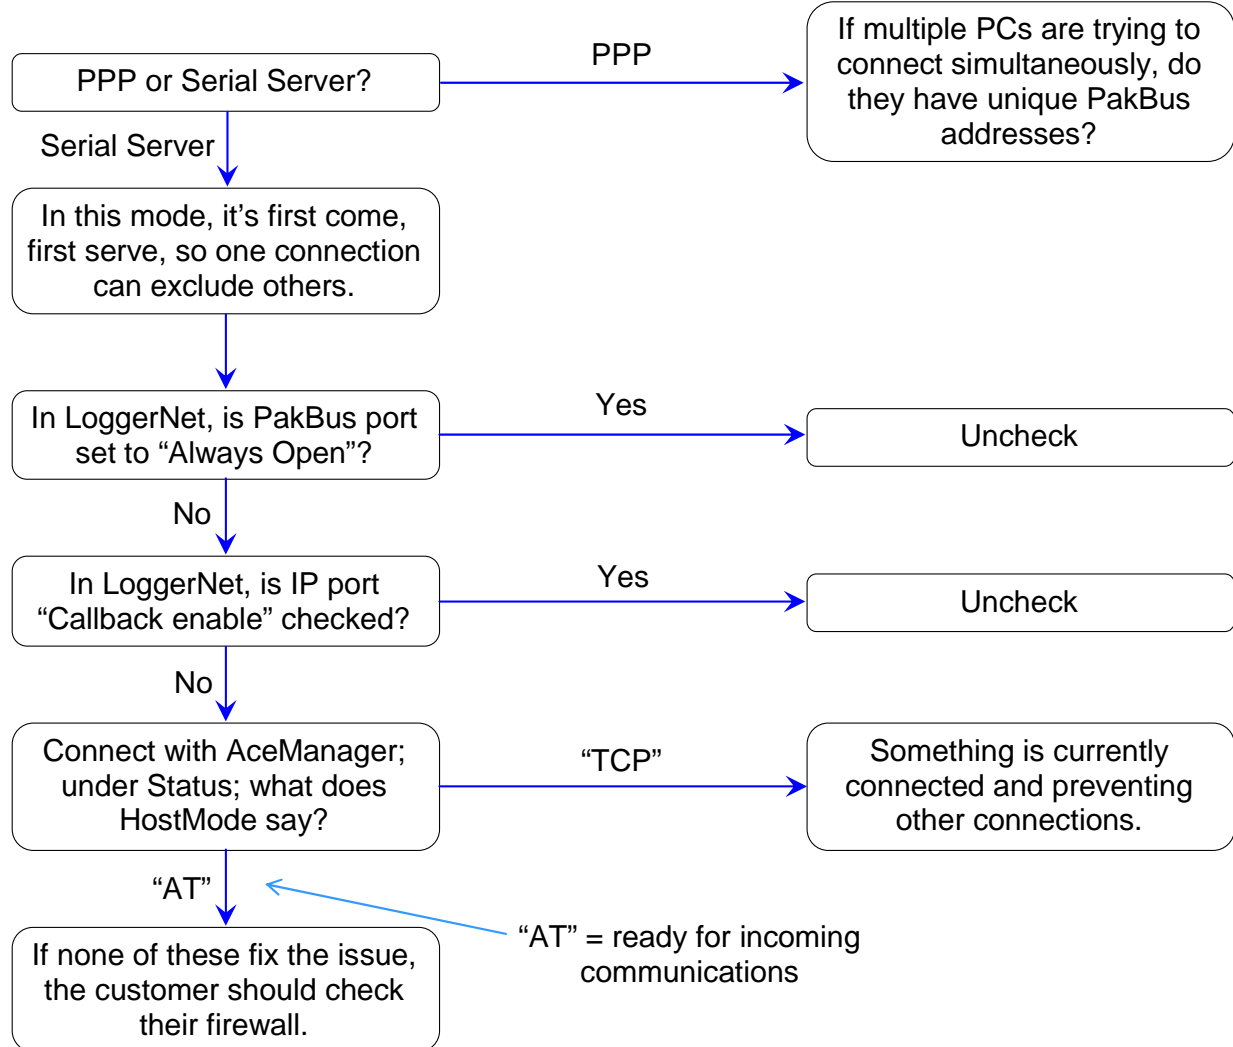 PPP or Serial Server?
PPP
If multiple PCs are trying to
connect simultaneously, do
they have unique PakBus
addresses?
Serial Server
In this mode, it’s first come,
first serve, so one connection
can exclude others.
In LoggerNet, is PakBus port
set to “Always Open”?
Yes
Uncheck
No
In LoggerNet, is IP port
“Callback enable” checked?
Yes
Uncheck
No
Connect with AceManager;
under Status; what does
HostMode say?
“TCP”
Something is currently
connected and preventing
other connections.
“AT”
“AT” = ready for incoming
communications
If none of these fix the issue,
the customer should check
their firewall.